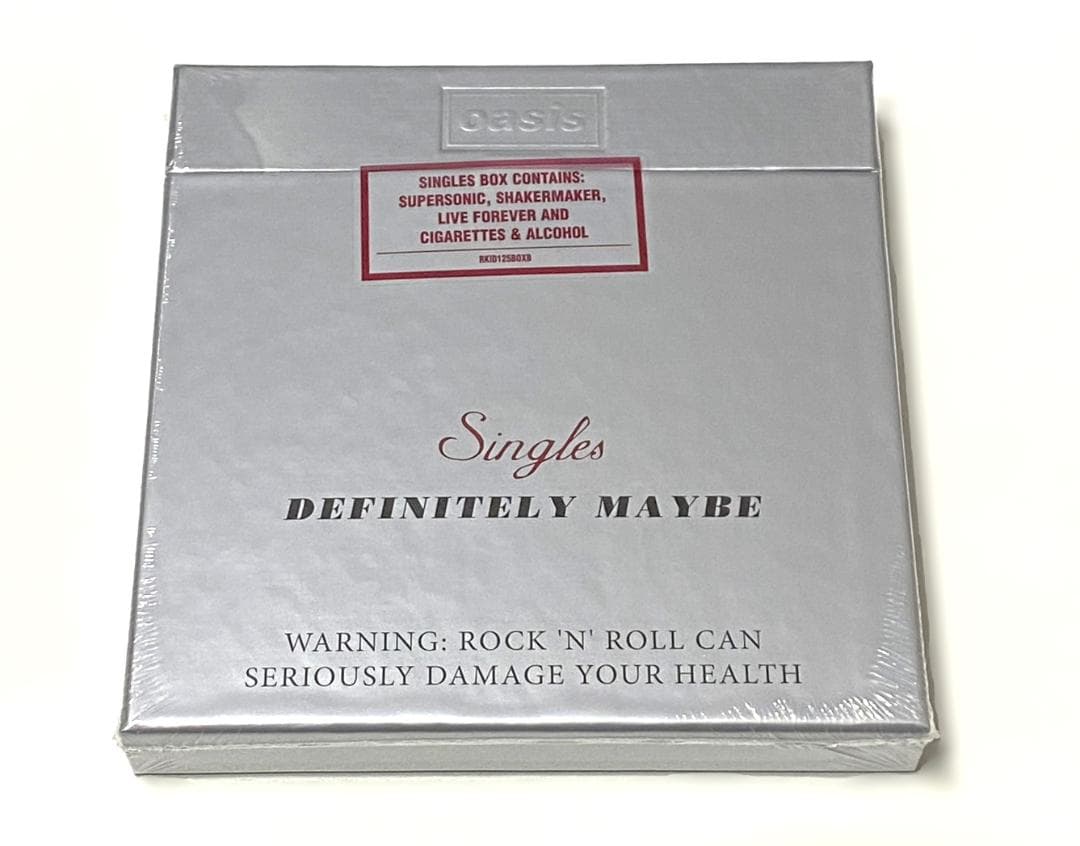 oasis
SINGLES BOX CONTAINS:
SUPERSONIC, SHAKERMAKER,
LIVE FOREVER AND
CIGARETTES & ALCOHOL
RKID125BOXB
Singles
DEFINITELY MAYBE
WARNING: ROCK 'N' ROLL CAN
SERIOUSLY DAMAGE YOUR HEALTH